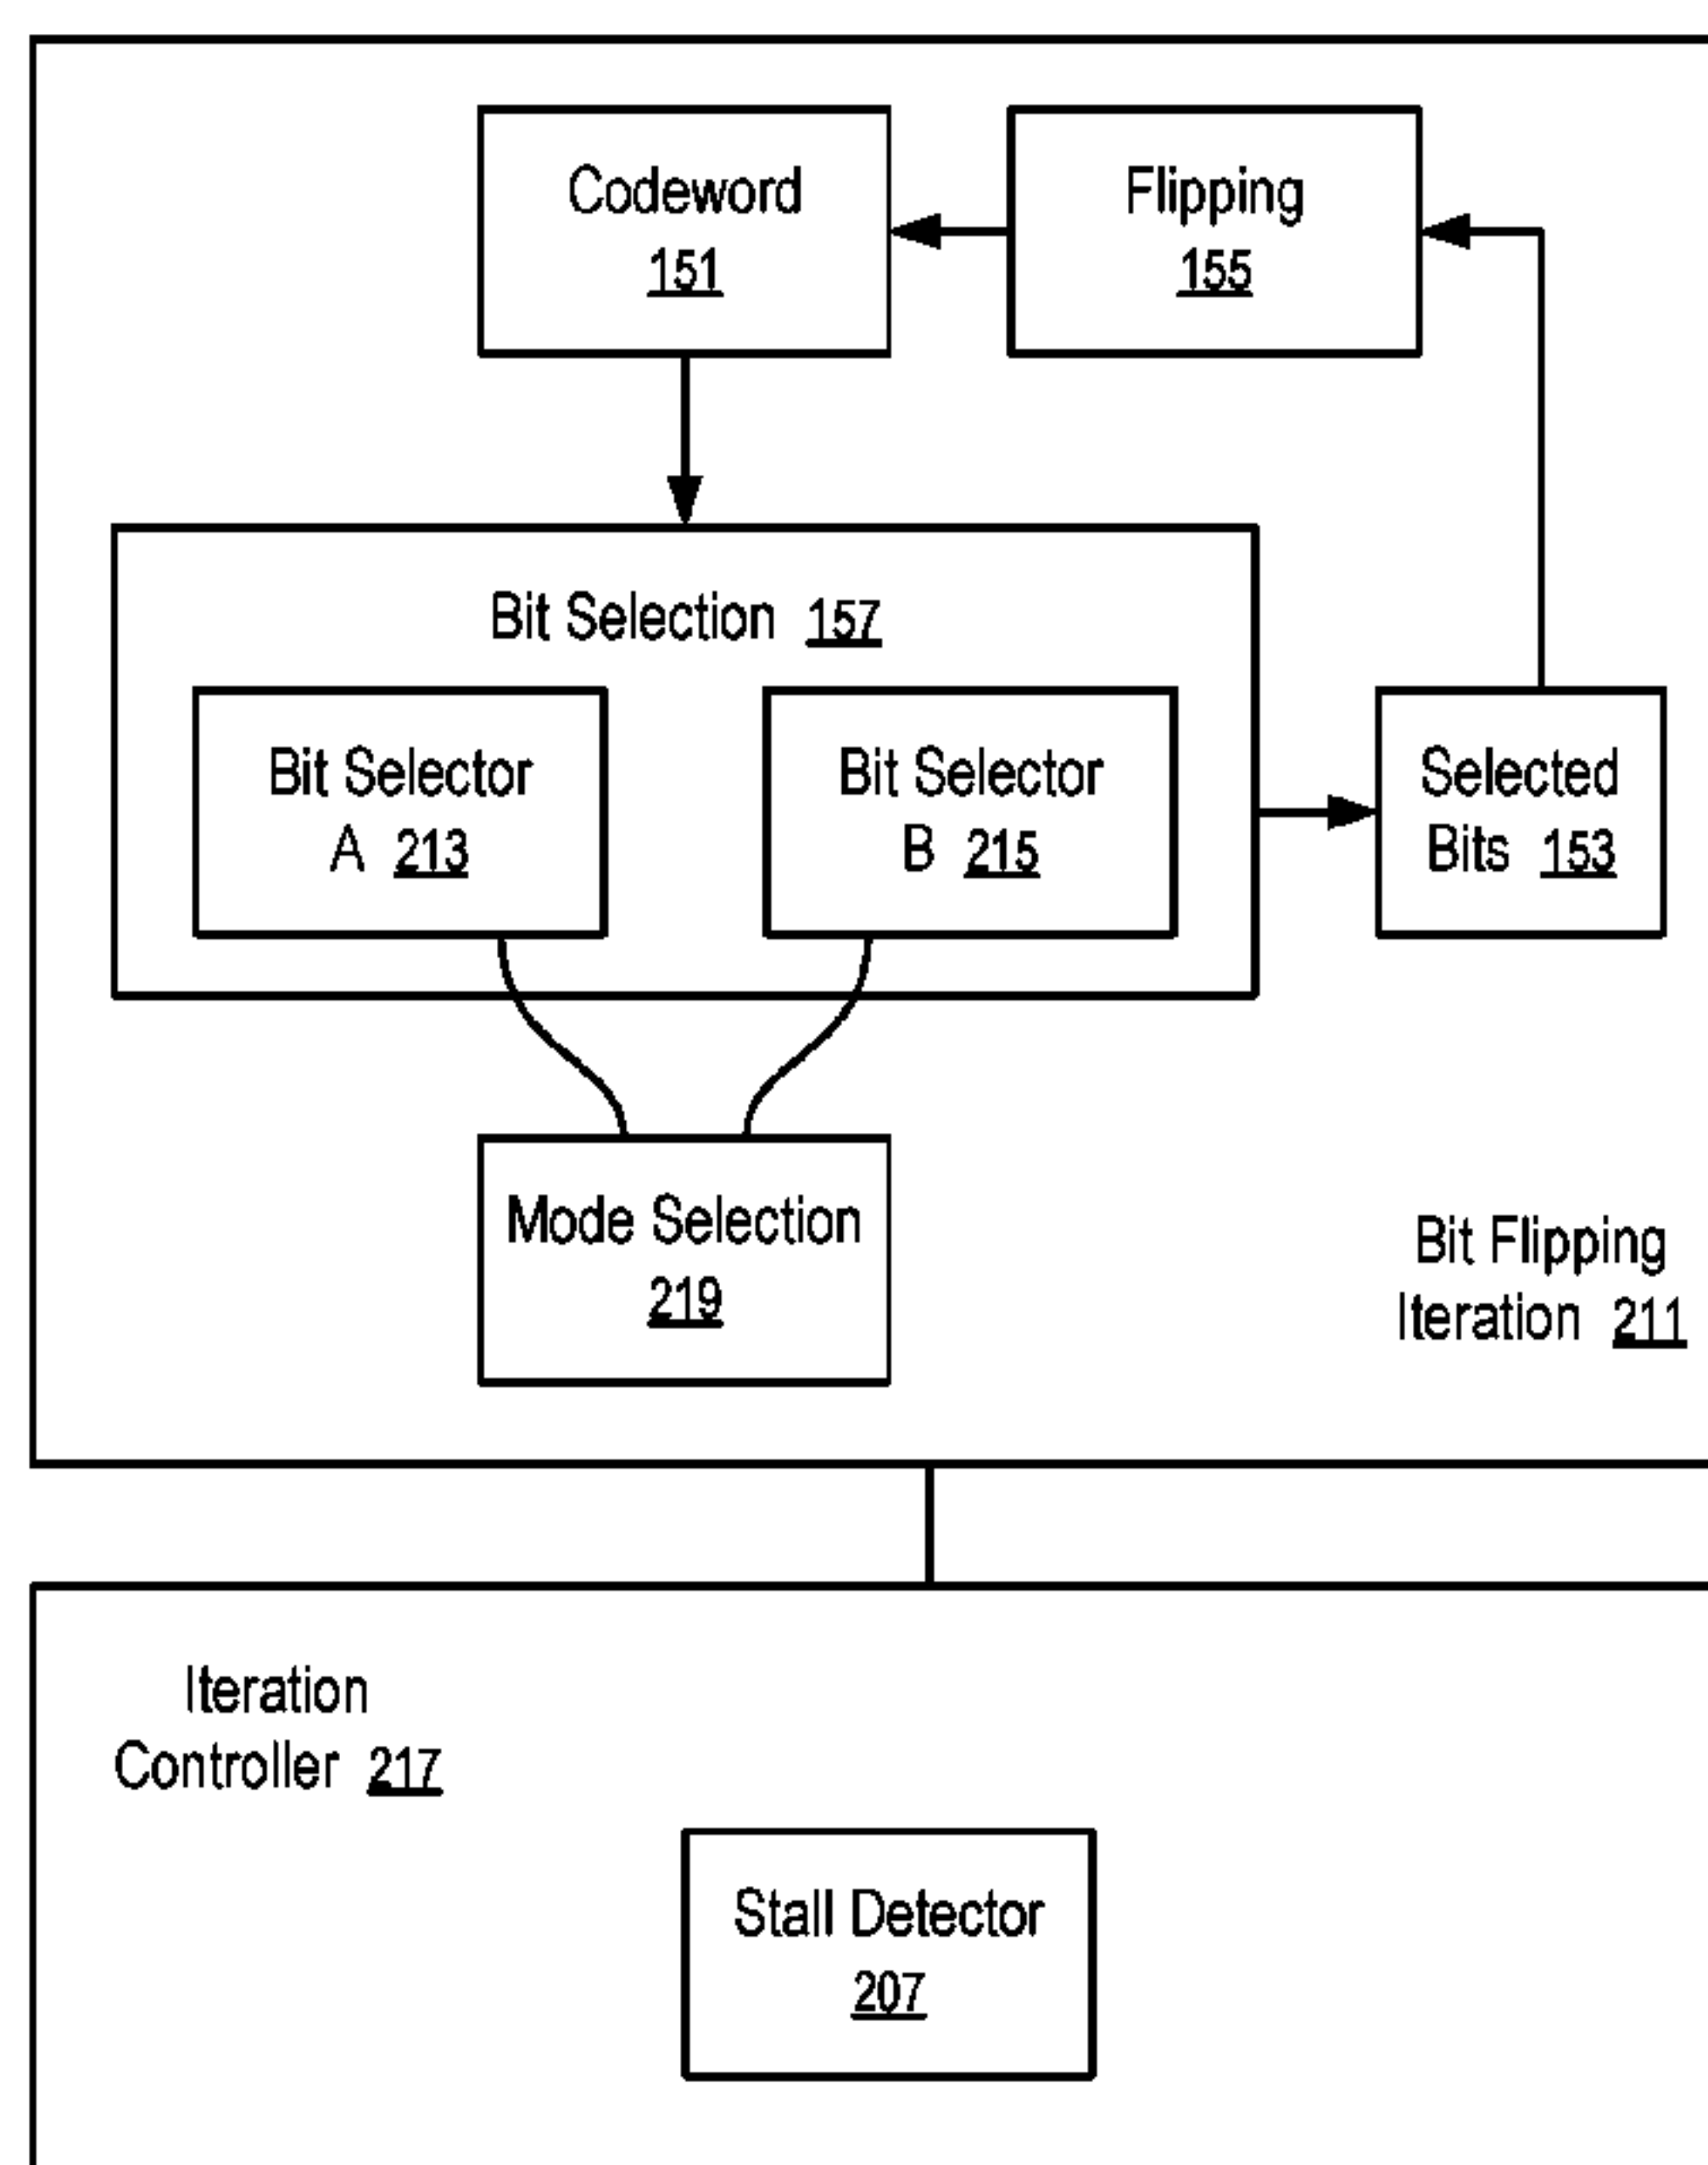 Codeword
151
Flipping
155
Bit Selection 157
Bit Selector
A 213
Bit Selector
B 215
Selected
Bits 153
Mode Selection
219
Bit Flipping
Iteration 211
Iteration
Controller 217
Stall Detector
207